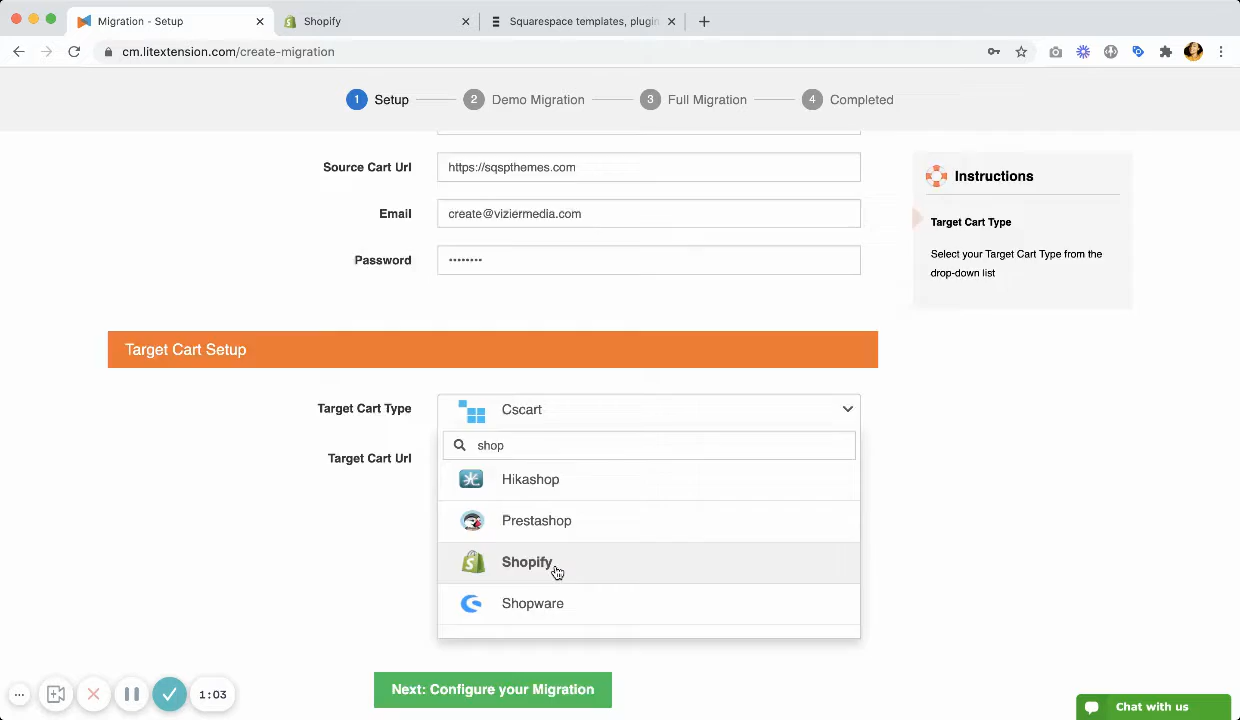 Migration - Setup
Shopify
Squarespace templates, plugin
cm.litextension.com/create-migration
1 Setup
2 Demo Migration
3 Full Migration
4 Completed
Source Cart Url
https://sqspthemes.com
Email
create@viziermedia.com
Password
••••••••
Instructions
Target Cart Type
Select your Target Cart Type from the
drop-down list
Target Cart Setup
Target Cart Type
Cscart
shop
Target Cart Url
Hikashop
Prestashop
Shopify
Shopware
Next: Configure your Migration
1:03
Chat with us